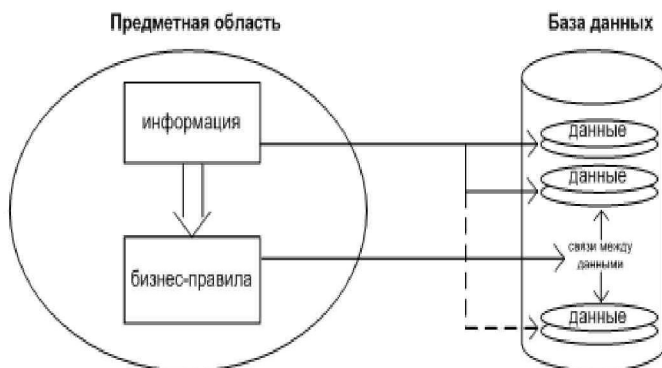 Предметная область
База данных
информация
бизнес-правила
данные
данные
связи между
данными
данные